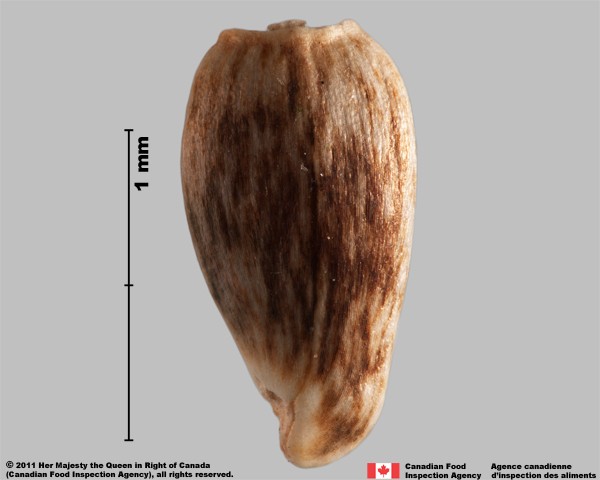 1 mm
© 2011 Her Majesty the Queen in Right of Canada
(Canadian Food Inspection Agency), all rights reserved.
Canadian Food
Inspection Agency
Agence canadienne
d'inspection des aliments